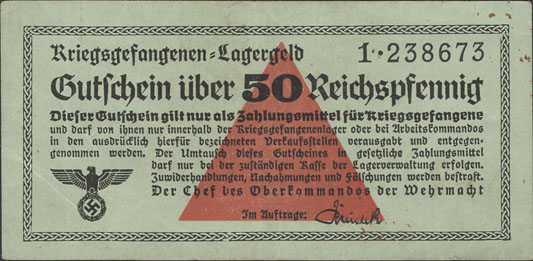 Kriegsgefangenen-Lagergeld
1·238673
Gutschein über 50 Reichspfennig
Dieser Gutschein gilt nur als Zahlungsmittel für Kriegsgefangene
und darf von ihnen nur innerhalb der Kriegsgefangenenlager oder bei Arbeitskommandos
in den ausdrücklich hierfür bezeichneten Verkaufsstellen verausgabt und entgegen-
genommen werden. Der Umtausch dieses Gutscheines in gesetzliche Zahlungsmittel
darf nur bei der zuständigen Kasse der Lagerverwaltung erfolgen.
Zuwiderhandlungen, Nachahmungen und Fälschungen werden bestraft.
Der Chef des Oberkommandos der Wehrmacht
Im Auftrage: